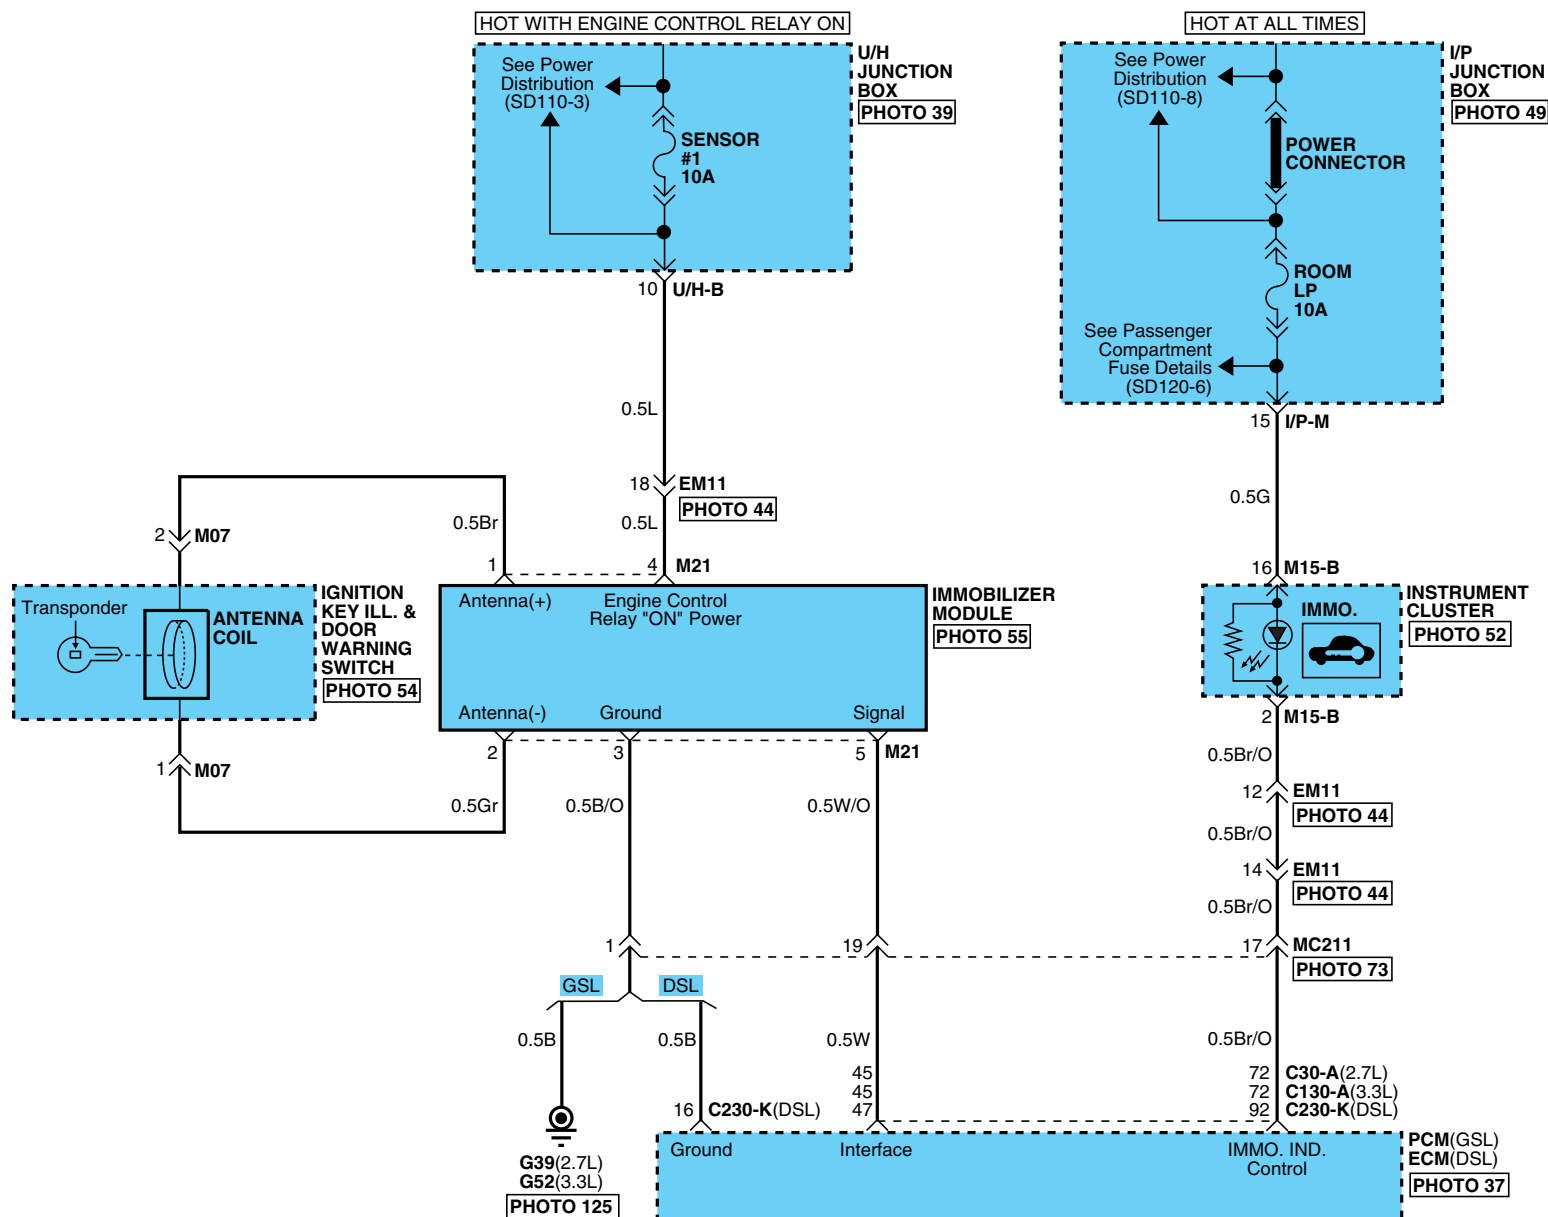 HOT WITH ENGINE CONTROL RELAY ON
HOT AT ALL TIMES
See Power
Distribution
(SD110-3)
SENSOR
#1
10A
U/H
JUNCTION
BOX
PHOTO 39
See Power
Distribution
(SD110-8)
POWER
CONNECTOR
ROOM
LP
10A
See Passenger
Compartment
Fuse Details
(SD120-6)
I/P
JUNCTION
BOX
PHOTO 49
10 U/H-B
15 I/P-M
0.5L
0.5G
18 EM11
PHOTO 44
0.5Br
0.5L
2 M07
1
4 M21
16 M15-B
Transponder
ANTENNA
COIL
IGNITION
KEY ILL. &
DOOR
WARNING
SWITCH
PHOTO 54
Antenna(+)
Engine Control
Relay "ON" Power
Antenna(-)
Ground
Signal
IMMOBILIZER
MODULE
PHOTO 55
IMMO.
INSTRUMENT
CLUSTER
PHOTO 52
2 M15-B
1 M07
2
3
5 M21
0.5Gr
0.5B/O
0.5W/O
0.5Br/O
12 EM11
PHOTO 44
0.5Br/O
14 EM11
PHOTO 44
0.5Br/O
1
19
17 MC211
PHOTO 73
GSL
DSL
0.5B
0.5B
0.5W
0.5Br/O
45
45
47
72 C30-A(2.7L)
72 C130-A(3.3L)
92 C230-K(DSL)
16 C230-K(DSL)
G39(2.7L)
G52(3.3L)
PHOTO 125
Ground
Interface
IMMO. IND.
Control
PCM(GSL)
ECM(DSL)
PHOTO 37